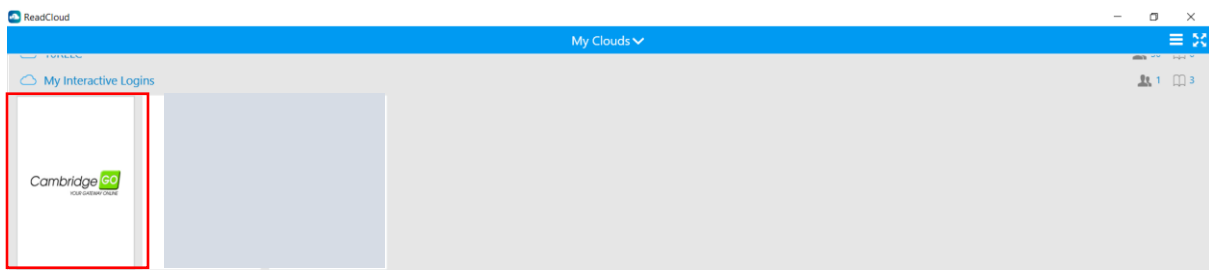 ReadCloud
My Clouds
My Interactive Logins
1 3
Cambridge GO
YOUR GATEWAY ONLINE